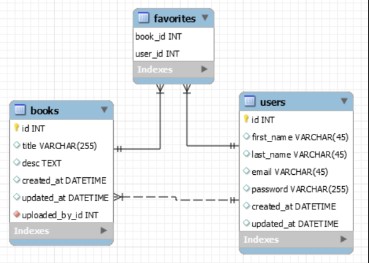 favorites
book_id INT
user_id INT
Indexes
books
id INT
title VARCHAR(255)
desc TEXT
created_at DATETIME
updated_at DATETIME
uploaded_by_id INT
Indexes
users
id INT
first_name VARCHAR(45)
last_name VARCHAR(45)
email VARCHAR(45)
password VARCHAR(255)
created_at DATETIME
updated_at DATETIME
Indexes